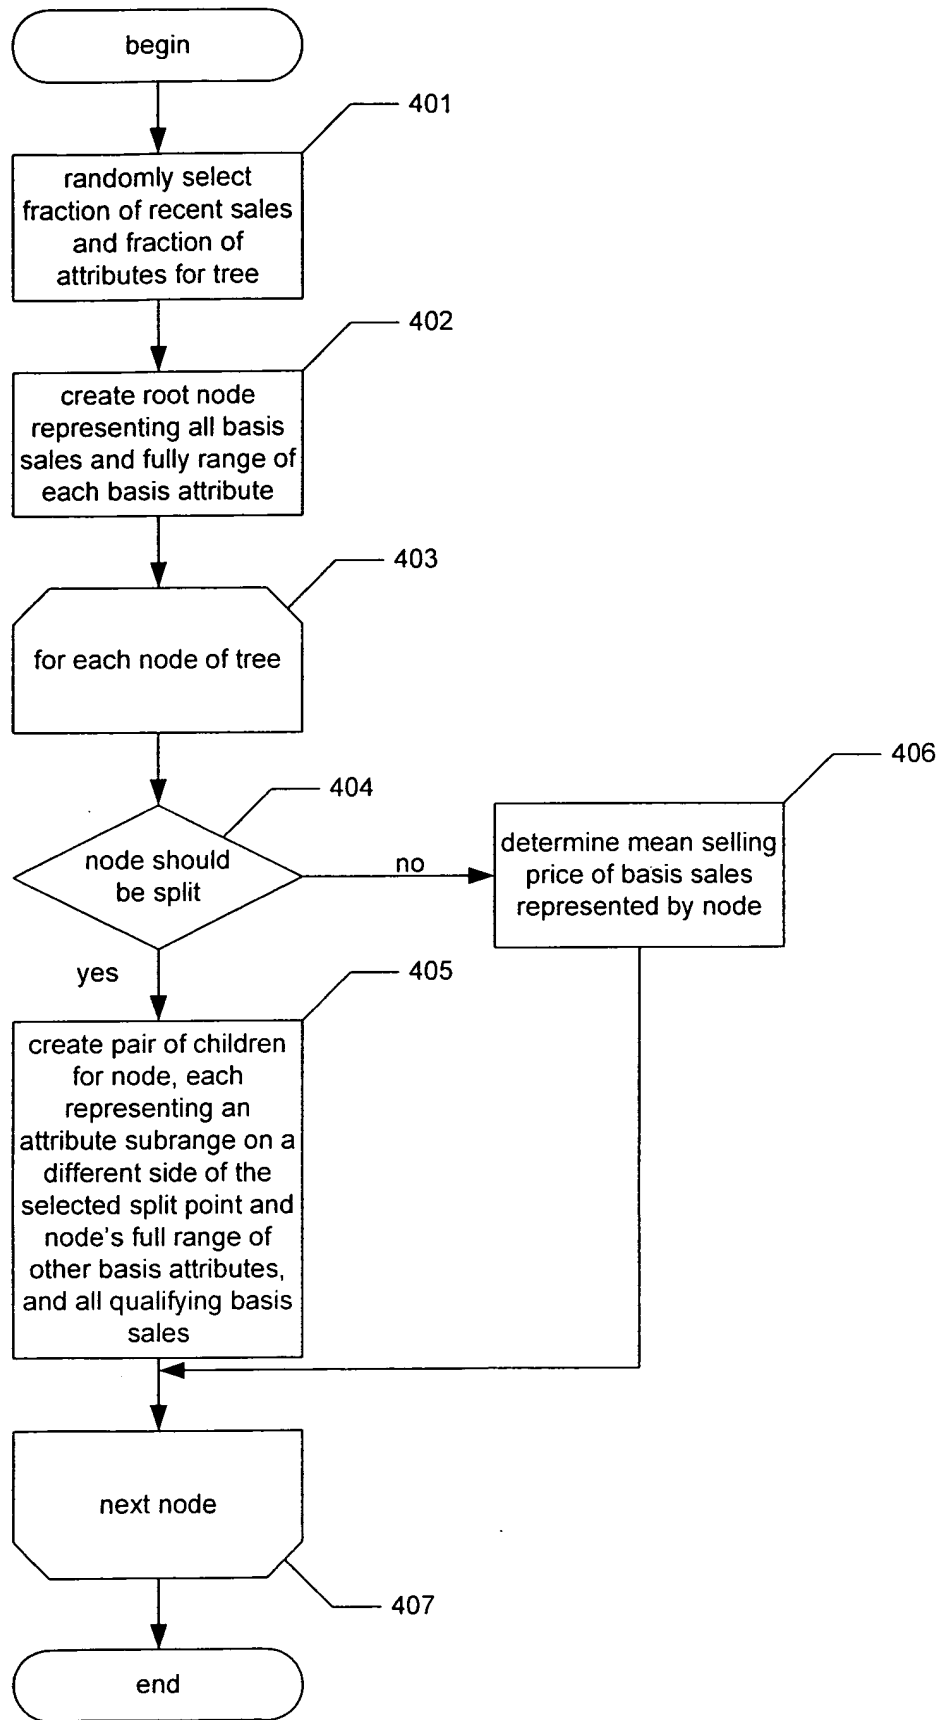 begin
401
randomly select
fraction of recent sales
and fraction of
attributes for tree
402
create root node
representing all basis
sales and fully range of
each basis attribute
403
for each node of tree
404
node should
be split
no
406
determine mean selling
price of basis sales
represented by node
yes
405
create pair of children
for node, each
representing an
attribute subrange on a
different side of the
selected split point and
node's full range of
other basis attributes,
and all qualifying basis
sales
next node
407
end